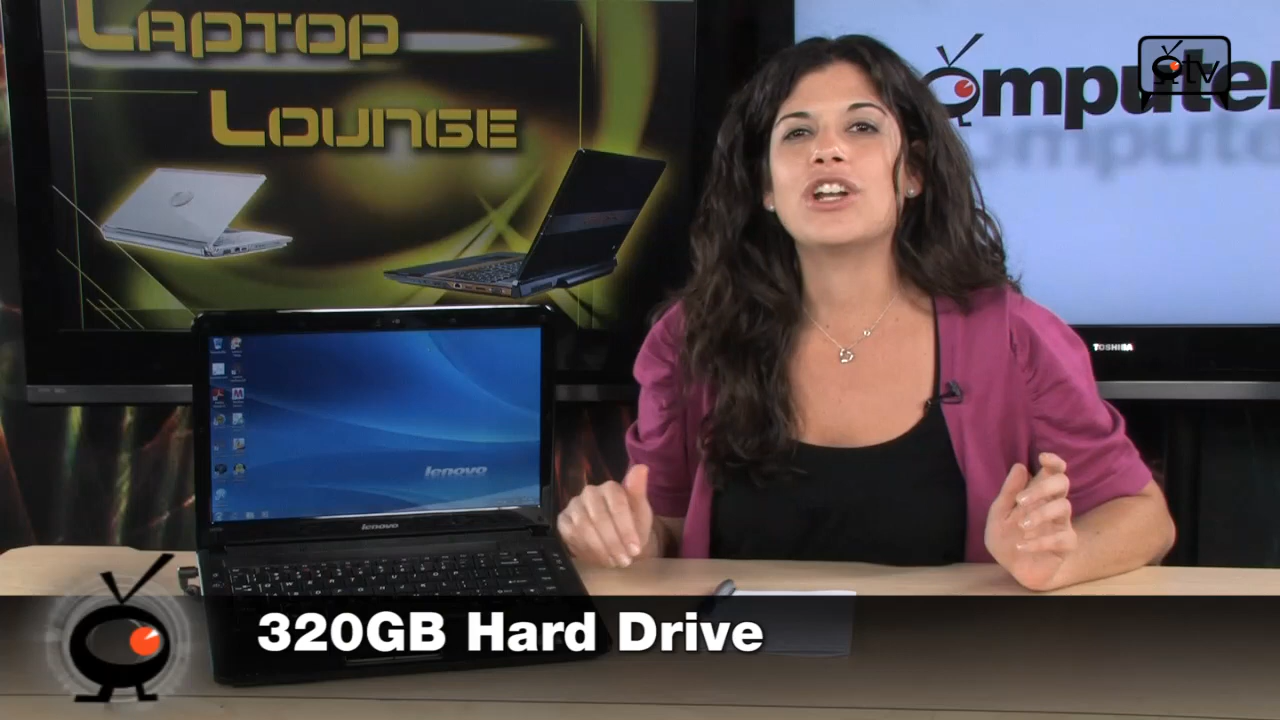 LAPTOP
LOUNGE
omputer
tv
TOSHIBA
lenovo
lenovo
320GB Hard Drive